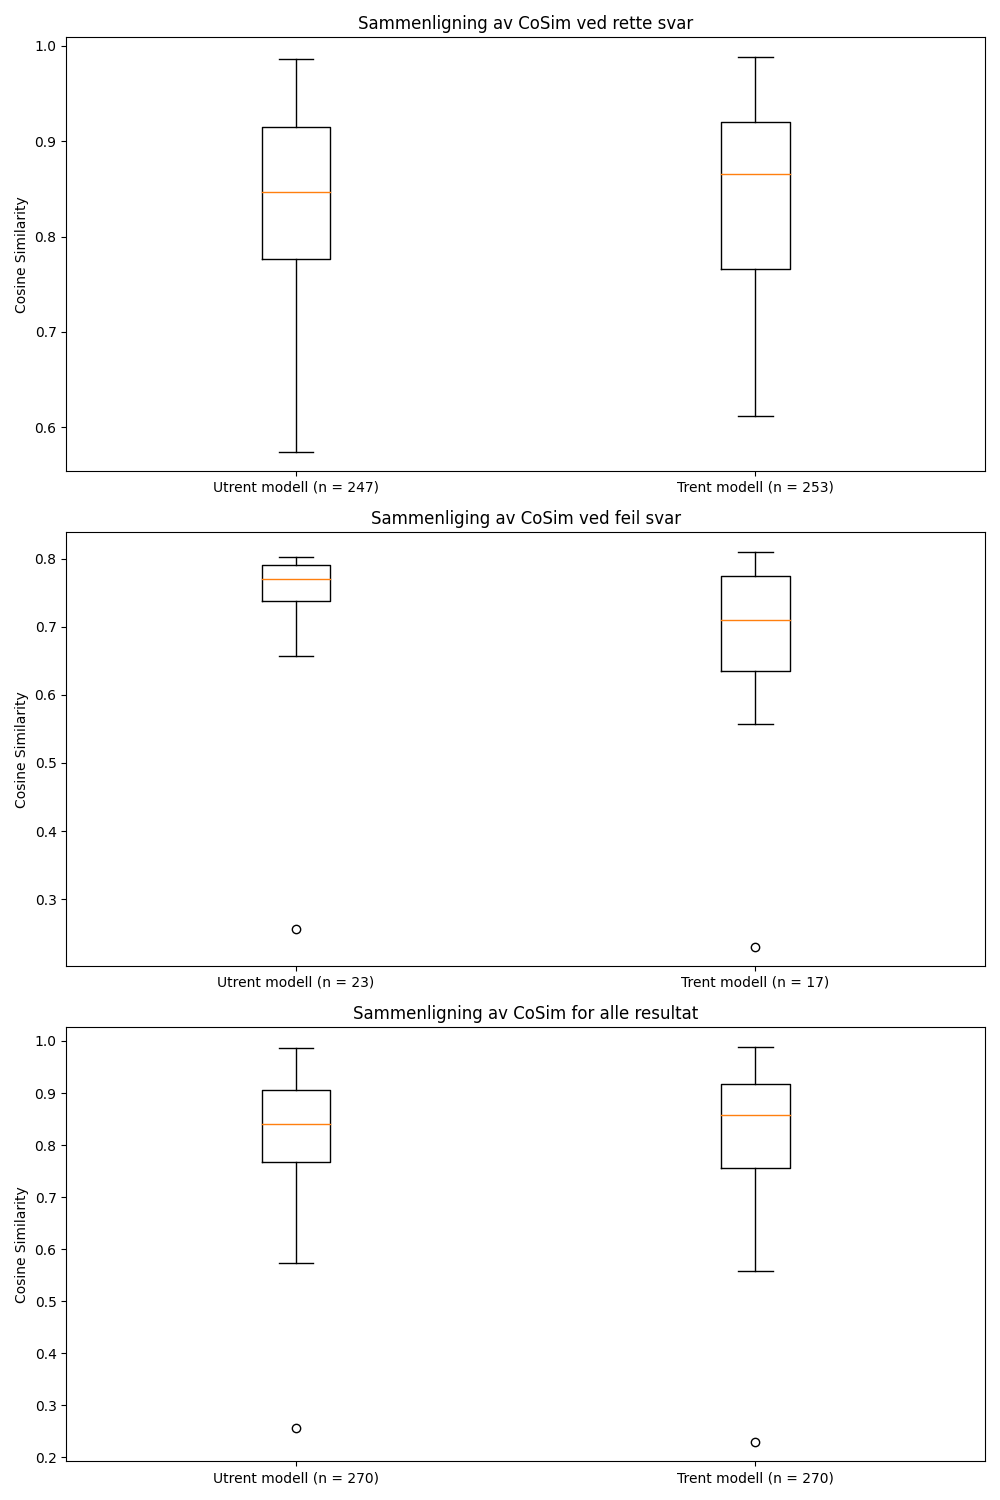 Sammenligning av CoSim ved rette svar
1.0
0.9
0.8
0.7
0.6
Cosine Similarity
Utrent modell (n = 247)
Trent modell (n = 253)
Sammenliging av CoSim ved feil svar
0.8
0.7
0.6
0.5
0.4
0.3
Cosine Similarity
Utrent modell (n = 23)
Trent modell (n = 17)
Sammenligning av CoSim for alle resultat
1.0
0.9
0.8
0.7
0.6
0.5
0.4
0.3
0.2
Cosine Similarity
Utrent modell (n = 270)
Trent modell (n = 270)